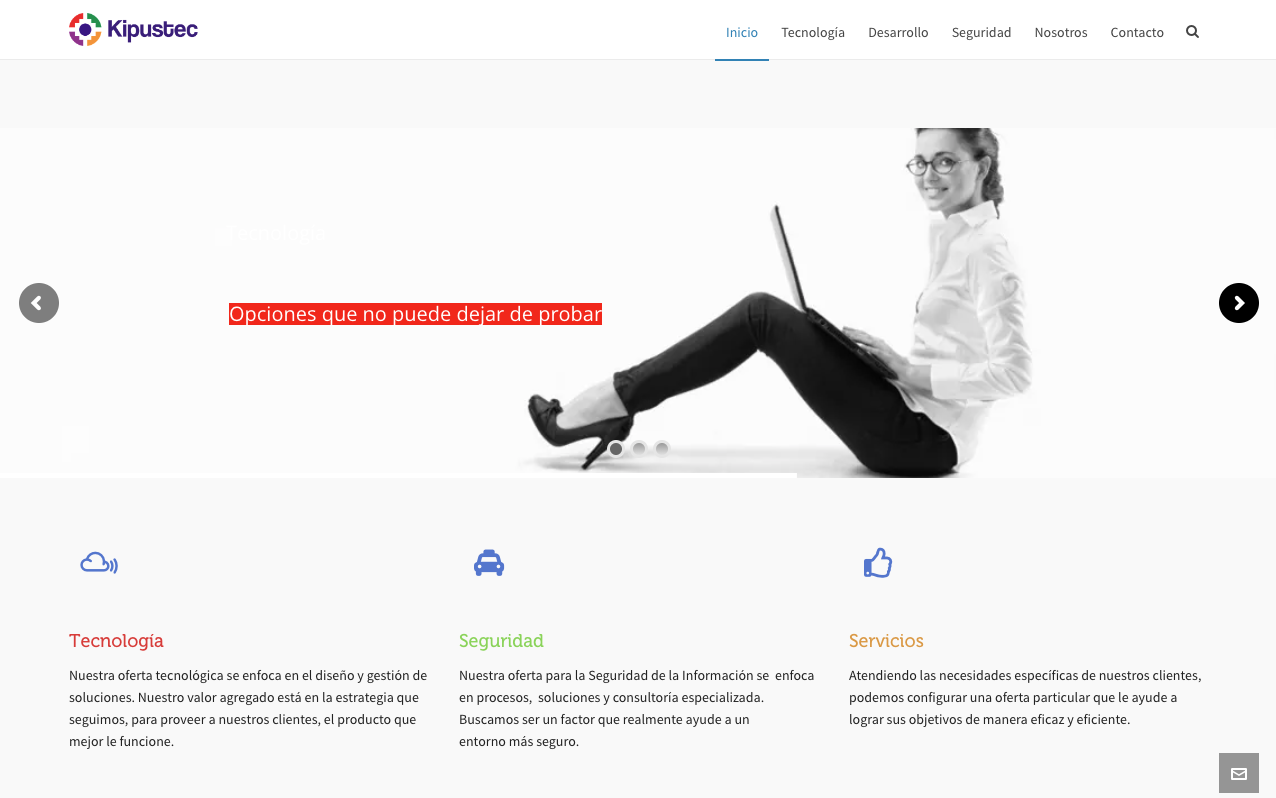 Kipustec
Inicio Tecnología Desarrollo Seguridad Nosotros Contacto
Tecnología
Opciones que no puede dejar de probar
Tecnología
Nuestra oferta tecnológica se enfoca en el diseño y gestión de
soluciones. Nuestro valor agregado está en la estrategia que
seguimos, para proveer a nuestros clientes, el producto que
mejor le funcione.
Seguridad
Nuestra oferta para la Seguridad de la Información se  enfoca
en procesos,  soluciones y consultoría especializada.
Buscamos ser un factor que realmente ayude a un
entorno más seguro.
Servicios
Atendiendo las necesidades específicas de nuestros clientes,
podemos configurar una oferta particular que le ayude a
lograr sus objetivos de manera eficaz y eficiente.